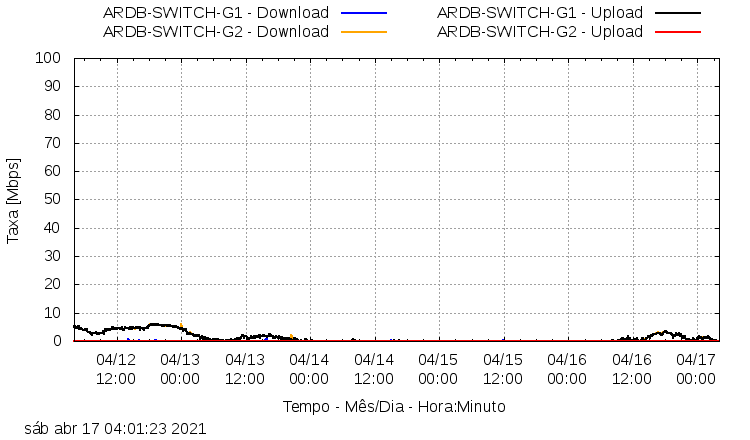 ARDB-SWITCH-G1 - Download ARDB-SWITCH-G1 - Upload
ARDB-SWITCH-G2 - Download ARDB-SWITCH-G2 - Upload
Taxa [Mbps]
100
90
80
70
60
50
40
30
20
10
0
04/12 04/13 04/13 04/14 04/14 04/15 04/15 04/16 04/16 04/17
12:00 00:00 12:00 00:00 12:00 00:00 12:00 00:00 12:00 00:00
Tempo - Mês/Dia - Hora:Minuto
sáb abr 17 04:01:23 2021